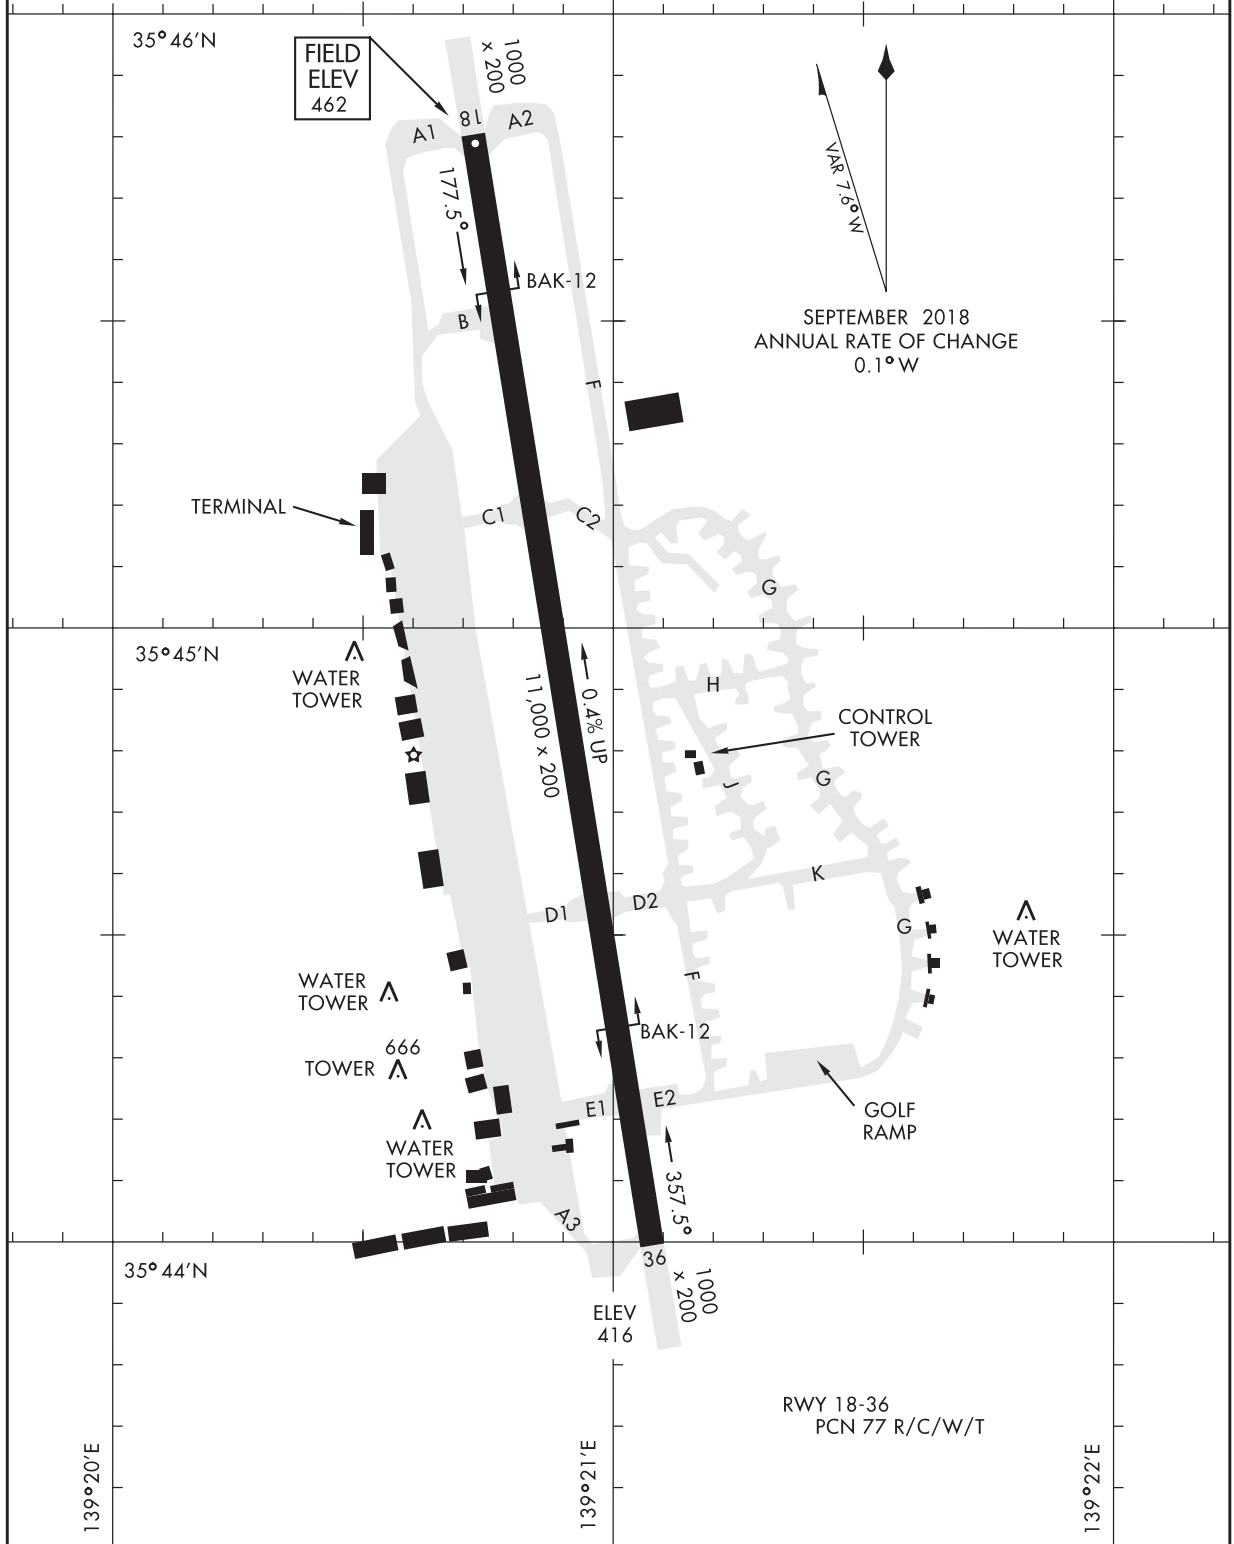 35°46'N
FIELD
ELEV
462
1000
x 200
18
A1
A2
177.5°
VAR 7.6°W
BAK-12
B
SEPTEMBER 2018
ANNUAL RATE OF CHANGE
0.1°W
F
TERMINAL
C1
C2
G
35°45'N
WATER
TOWER
H
11,000 x 200
0.4% UP
CONTROL
TOWER
J
G
K
D1
D2
G
WATER
TOWER
WATER
TOWER
F
BAK-12
666
TOWER
E1
E2
GOLF
RAMP
WATER
TOWER
357.5°
A3
35°44'N
36
1000
x 200
ELEV
416
RWY 18-36
PCN 77 R/C/W/T
139°20'E
139°21'E
139°22'E